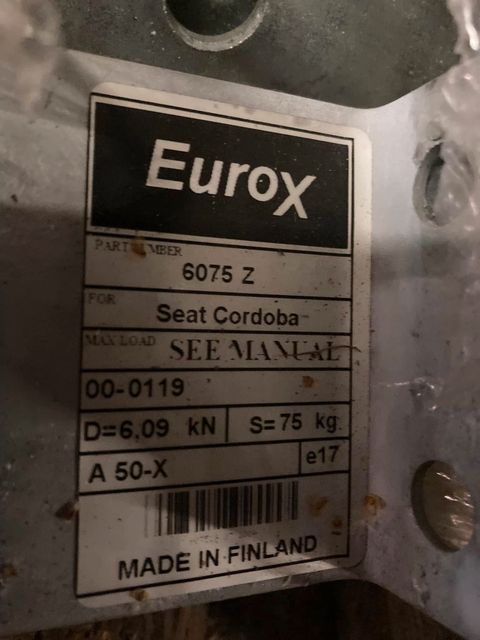 EuroX
PART NUMBER
6075 Z
FOR
Seat Cordoba
MAX LOAD SEE MANUAL
00-0119
D=6,09 kN S=75 kg.
A 50-X e17
MADE IN FINLAND